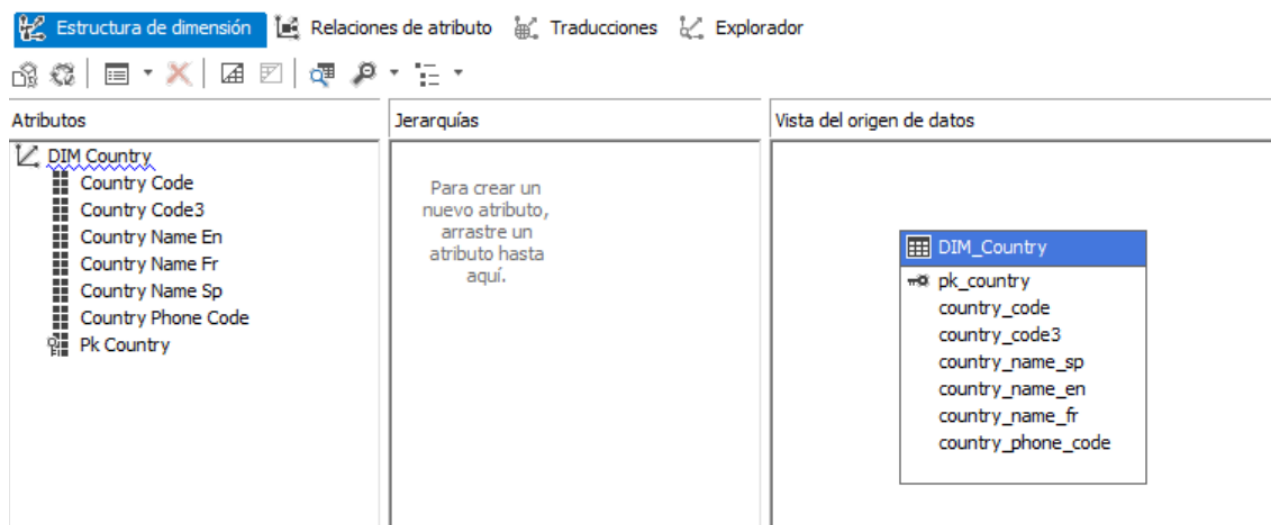 Estructura de dimensión Relaciones de atributo Traducciones Explorador
Atributos
DIM Country
Country Code
Country Code3
Country Name En
Country Name Fr
Country Name Sp
Country Phone Code
Pk Country
Jerarquías
Para crear un
nuevo atributo,
arrastre un
atributo hasta
aquí.
Vista del origen de datos
DIM_Country
pk_country
country_code
country_code3
country_name_sp
country_name_en
country_name_fr
country_phone_code